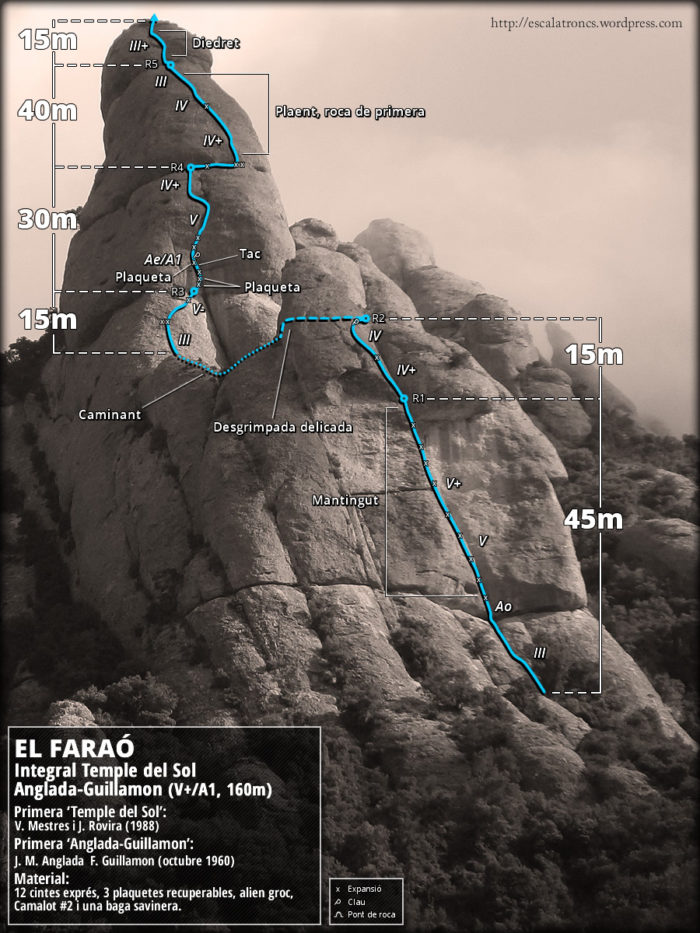 http://escalatroncs.wordpress.com
15m
III+
Diedret
R5
III
40m
IV
Plaent, roca de primera
IV+
R4
IV+
30m
V
Ae/A1
Tac
Plaqueta
Plaqueta
R3
V-
15m
III
R2
IV
15m
IV+
R1
Caminant
Desgrimpada delicada
Mantingut
V+
45m
V
Ao
III
EL FARAÓ
Integral Temple del Sol
Anglada-Guillamon (V+/A1, 160m)
Primera ‘Temple del Sol’:
V. Mestres i J. Rovira (1988)
Primera ‘Anglada-Guillamon’:
J. M. Anglada F. Guillamon (octubre 1960)
Material:
12 cintes exprés, 3 plaquetes recuperables, alien groc,
Camalot #2 i una baga savinera.
x Expansió
Clau
Pont de roca